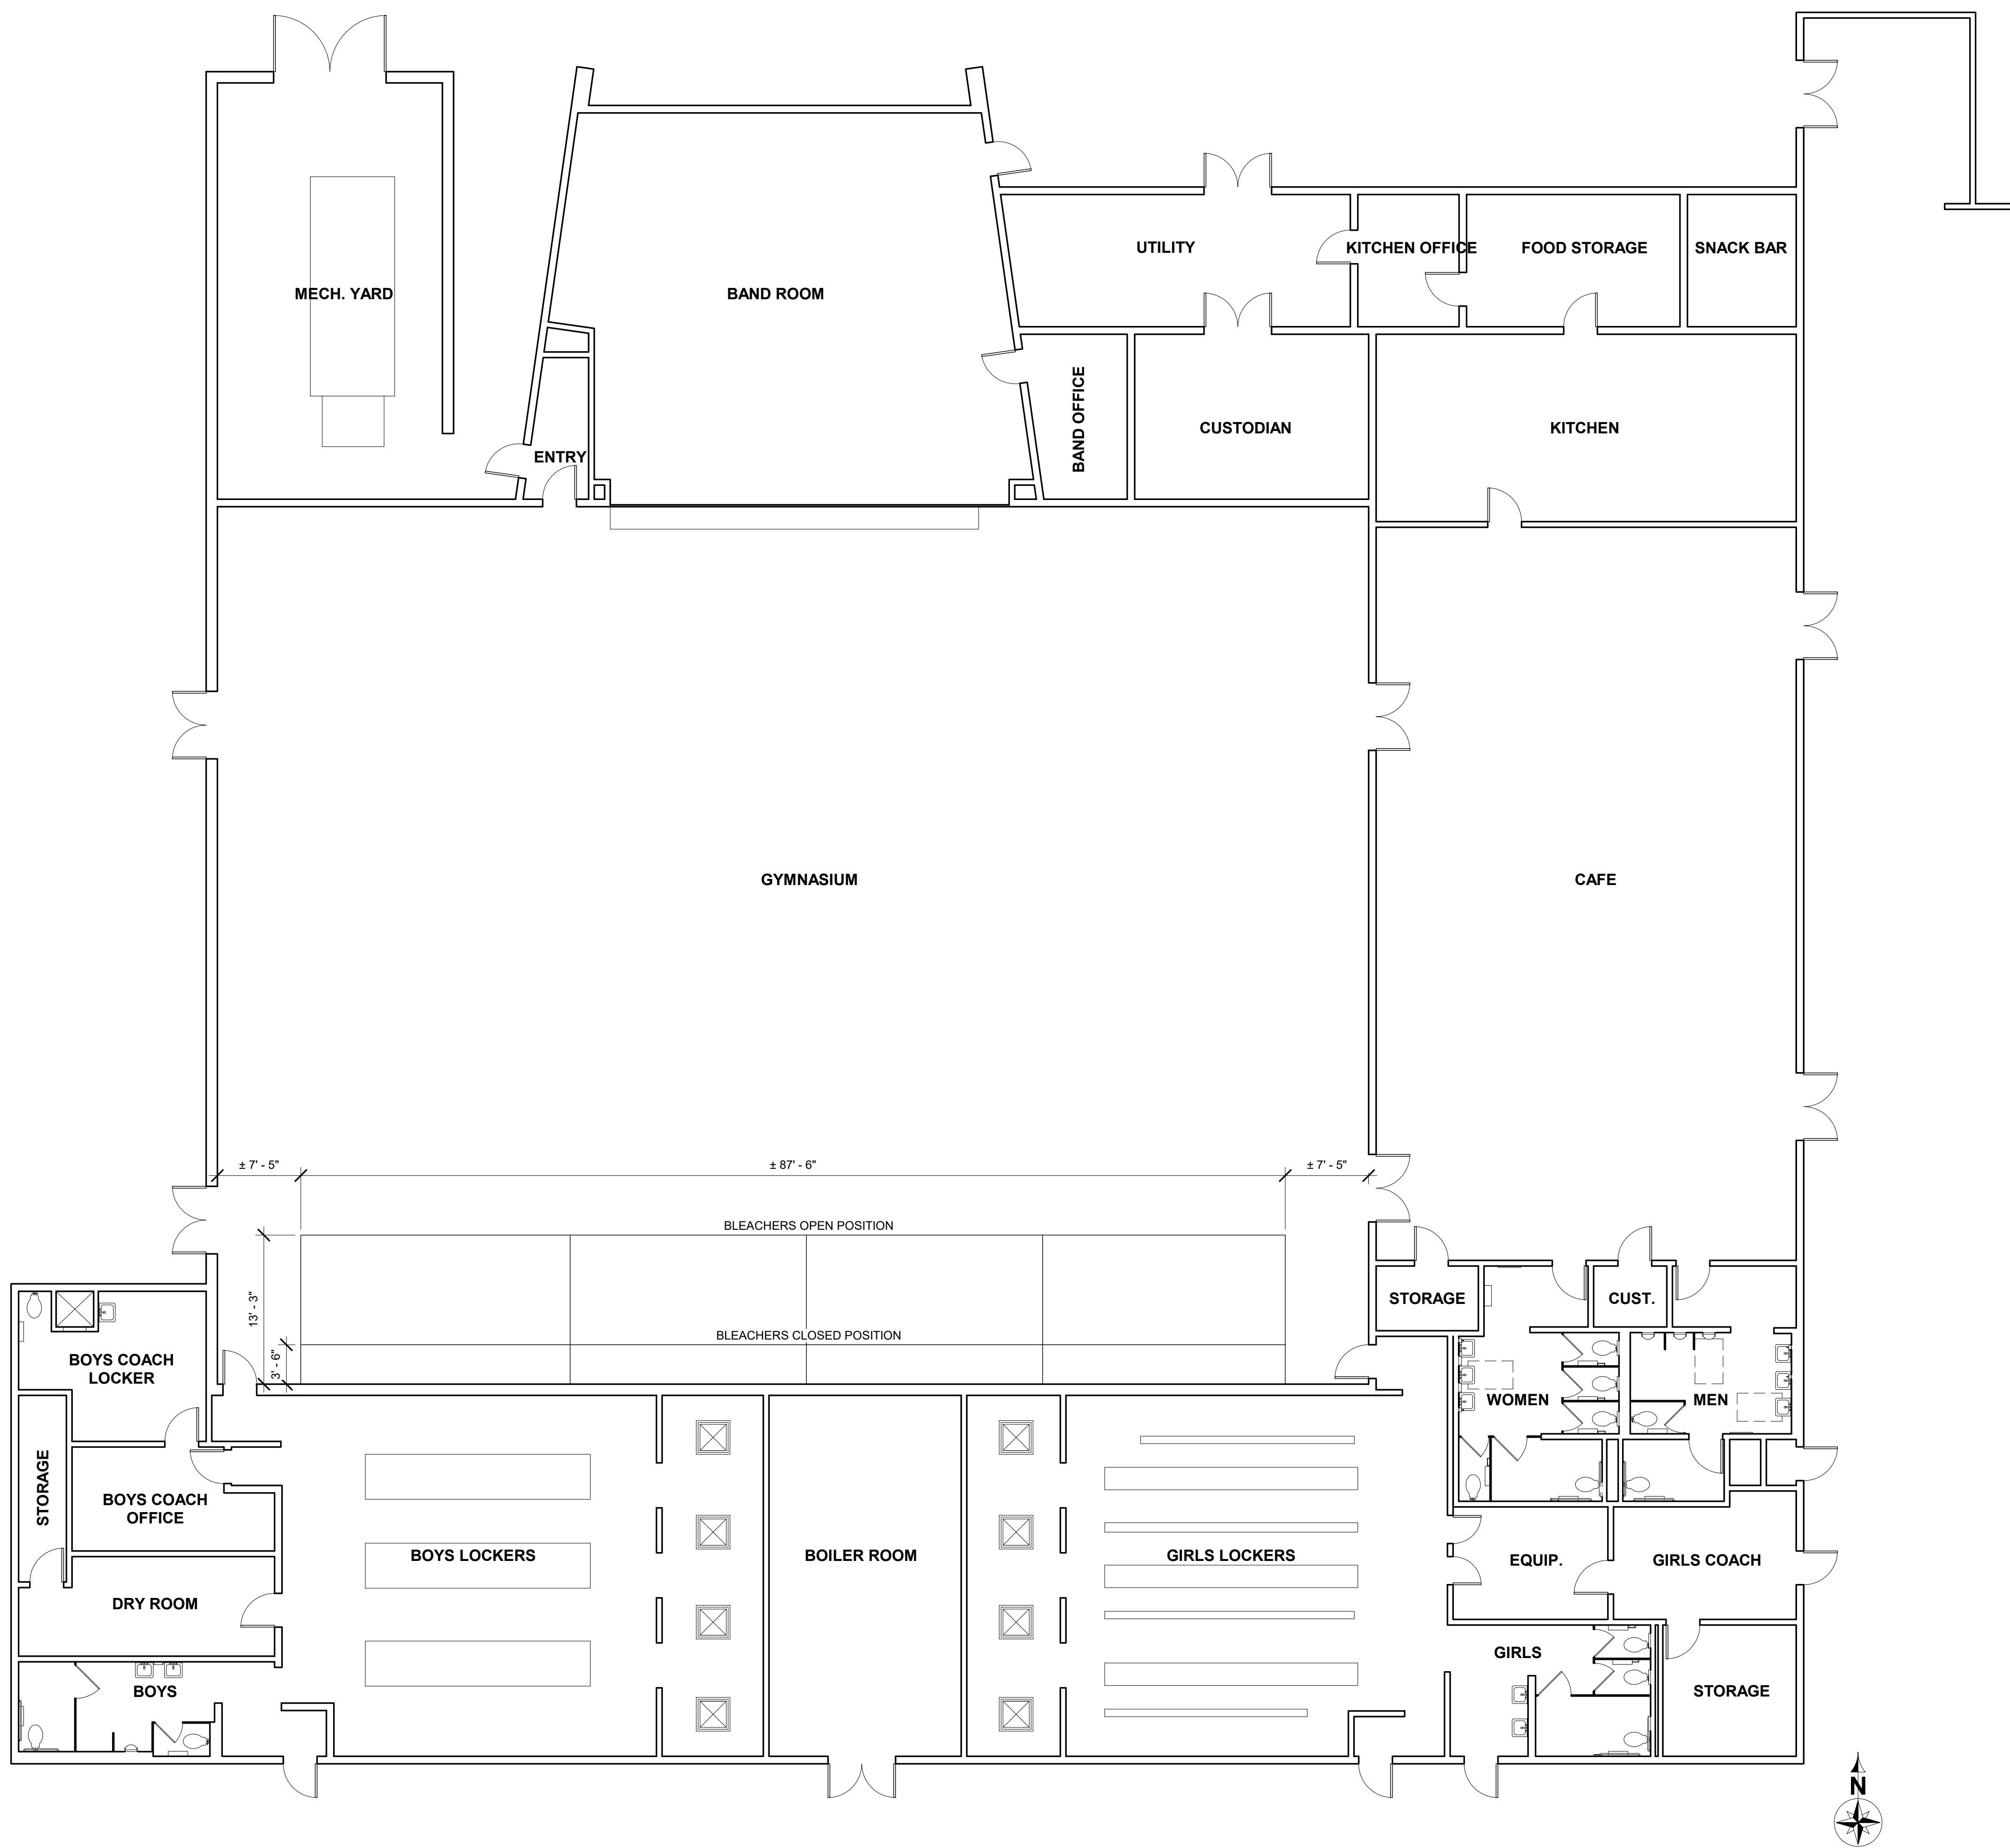 UTILITY
KITCHEN OFFICE
FOOD STORAGE
SNACK BAR
MECH. YARD
BAND ROOM
BAND OFFICE
CUSTODIAN
KITCHEN
ENTRY
GYMNASIUM
CAFE
± 7' - 5"
± 87' - 6"
± 7' - 5"
BLEACHERS OPEN POSITION
13' - 3"
BLEACHERS CLOSED POSITION
3' - 6"
STORAGE
CUST.
BOYS COACH
LOCKER
WOMEN
MEN
STORAGE
BOYS COACH
OFFICE
BOYS LOCKERS
BOILER ROOM
GIRLS LOCKERS
EQUIP.
GIRLS COACH
DRY ROOM
GIRLS
BOYS
STORAGE
N